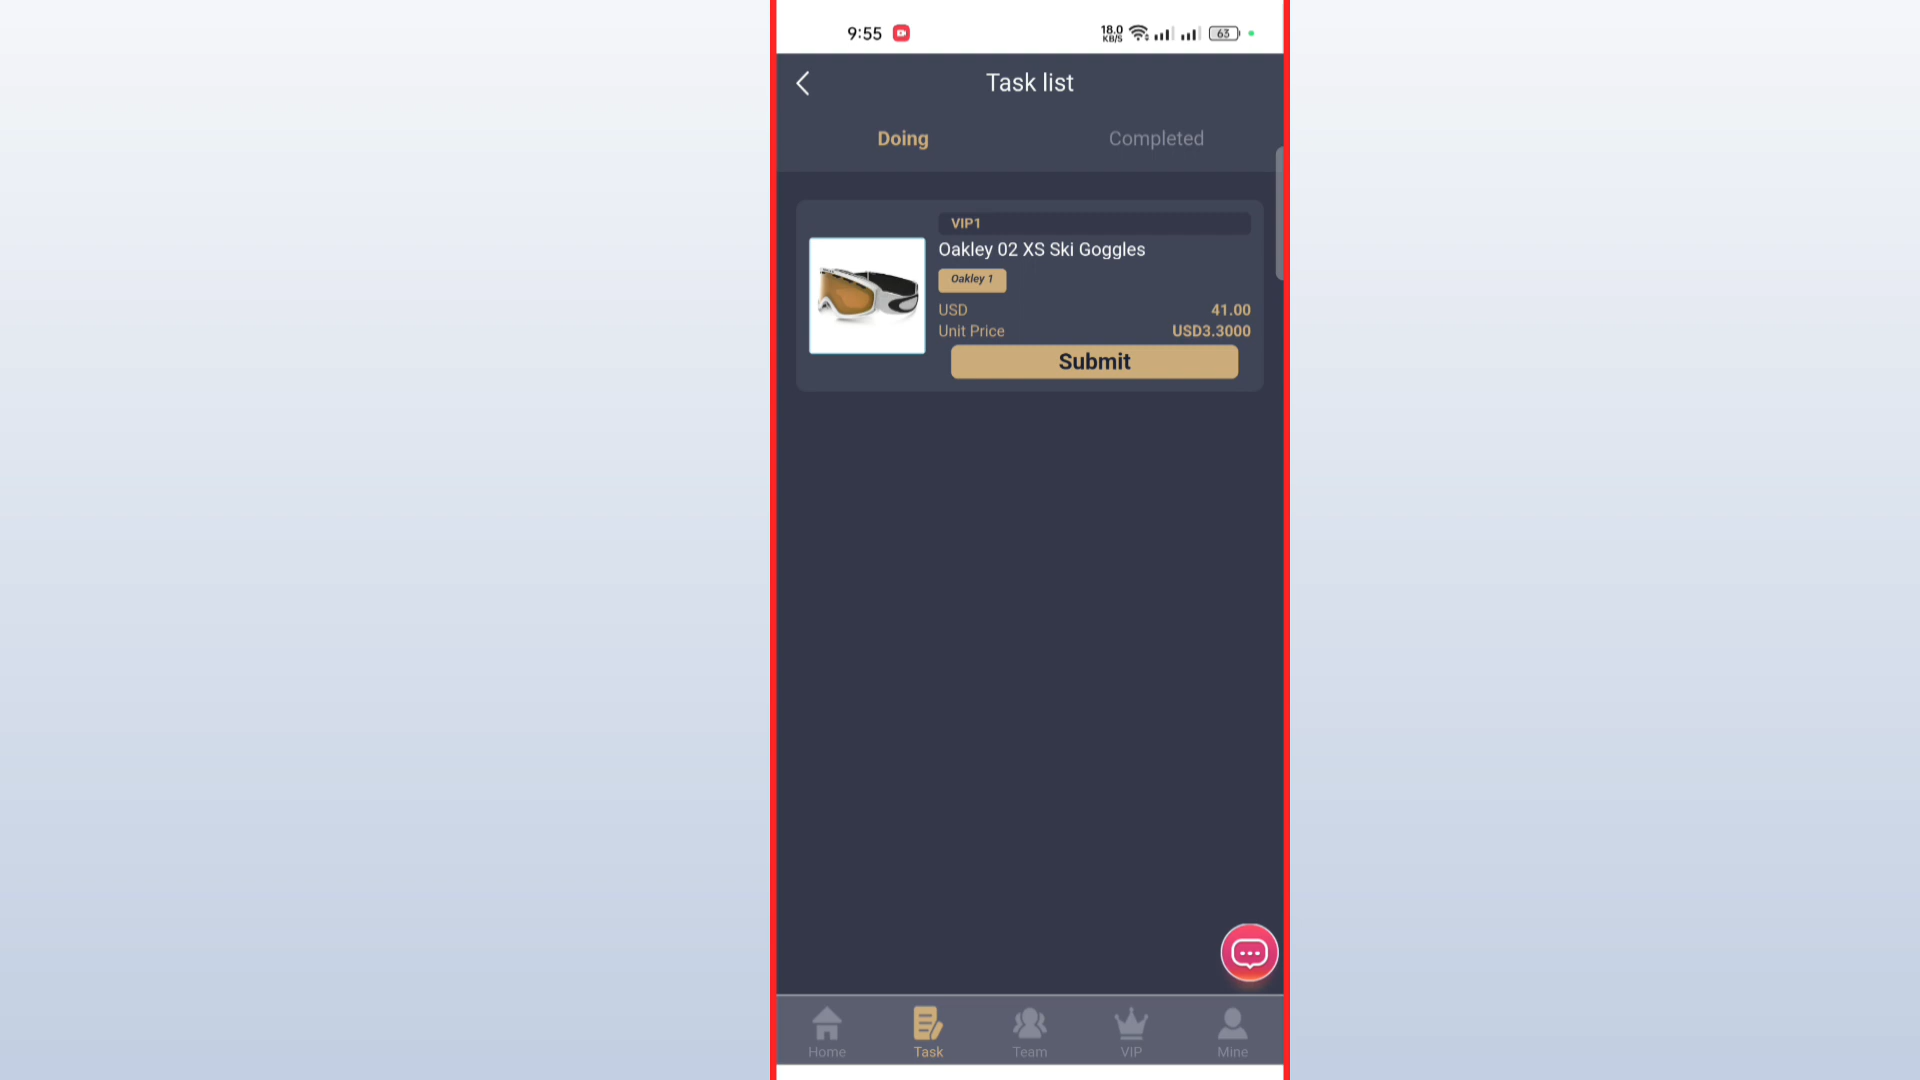 9:55
18.0
KB/S
63
Task list
Doing
Completed
VIP1
Oakley 02 XS Ski Goggles
Oakley 1
USD 41.00
Unit Price USD3.3000
Submit
Home
Task
Team
VIP
Mine